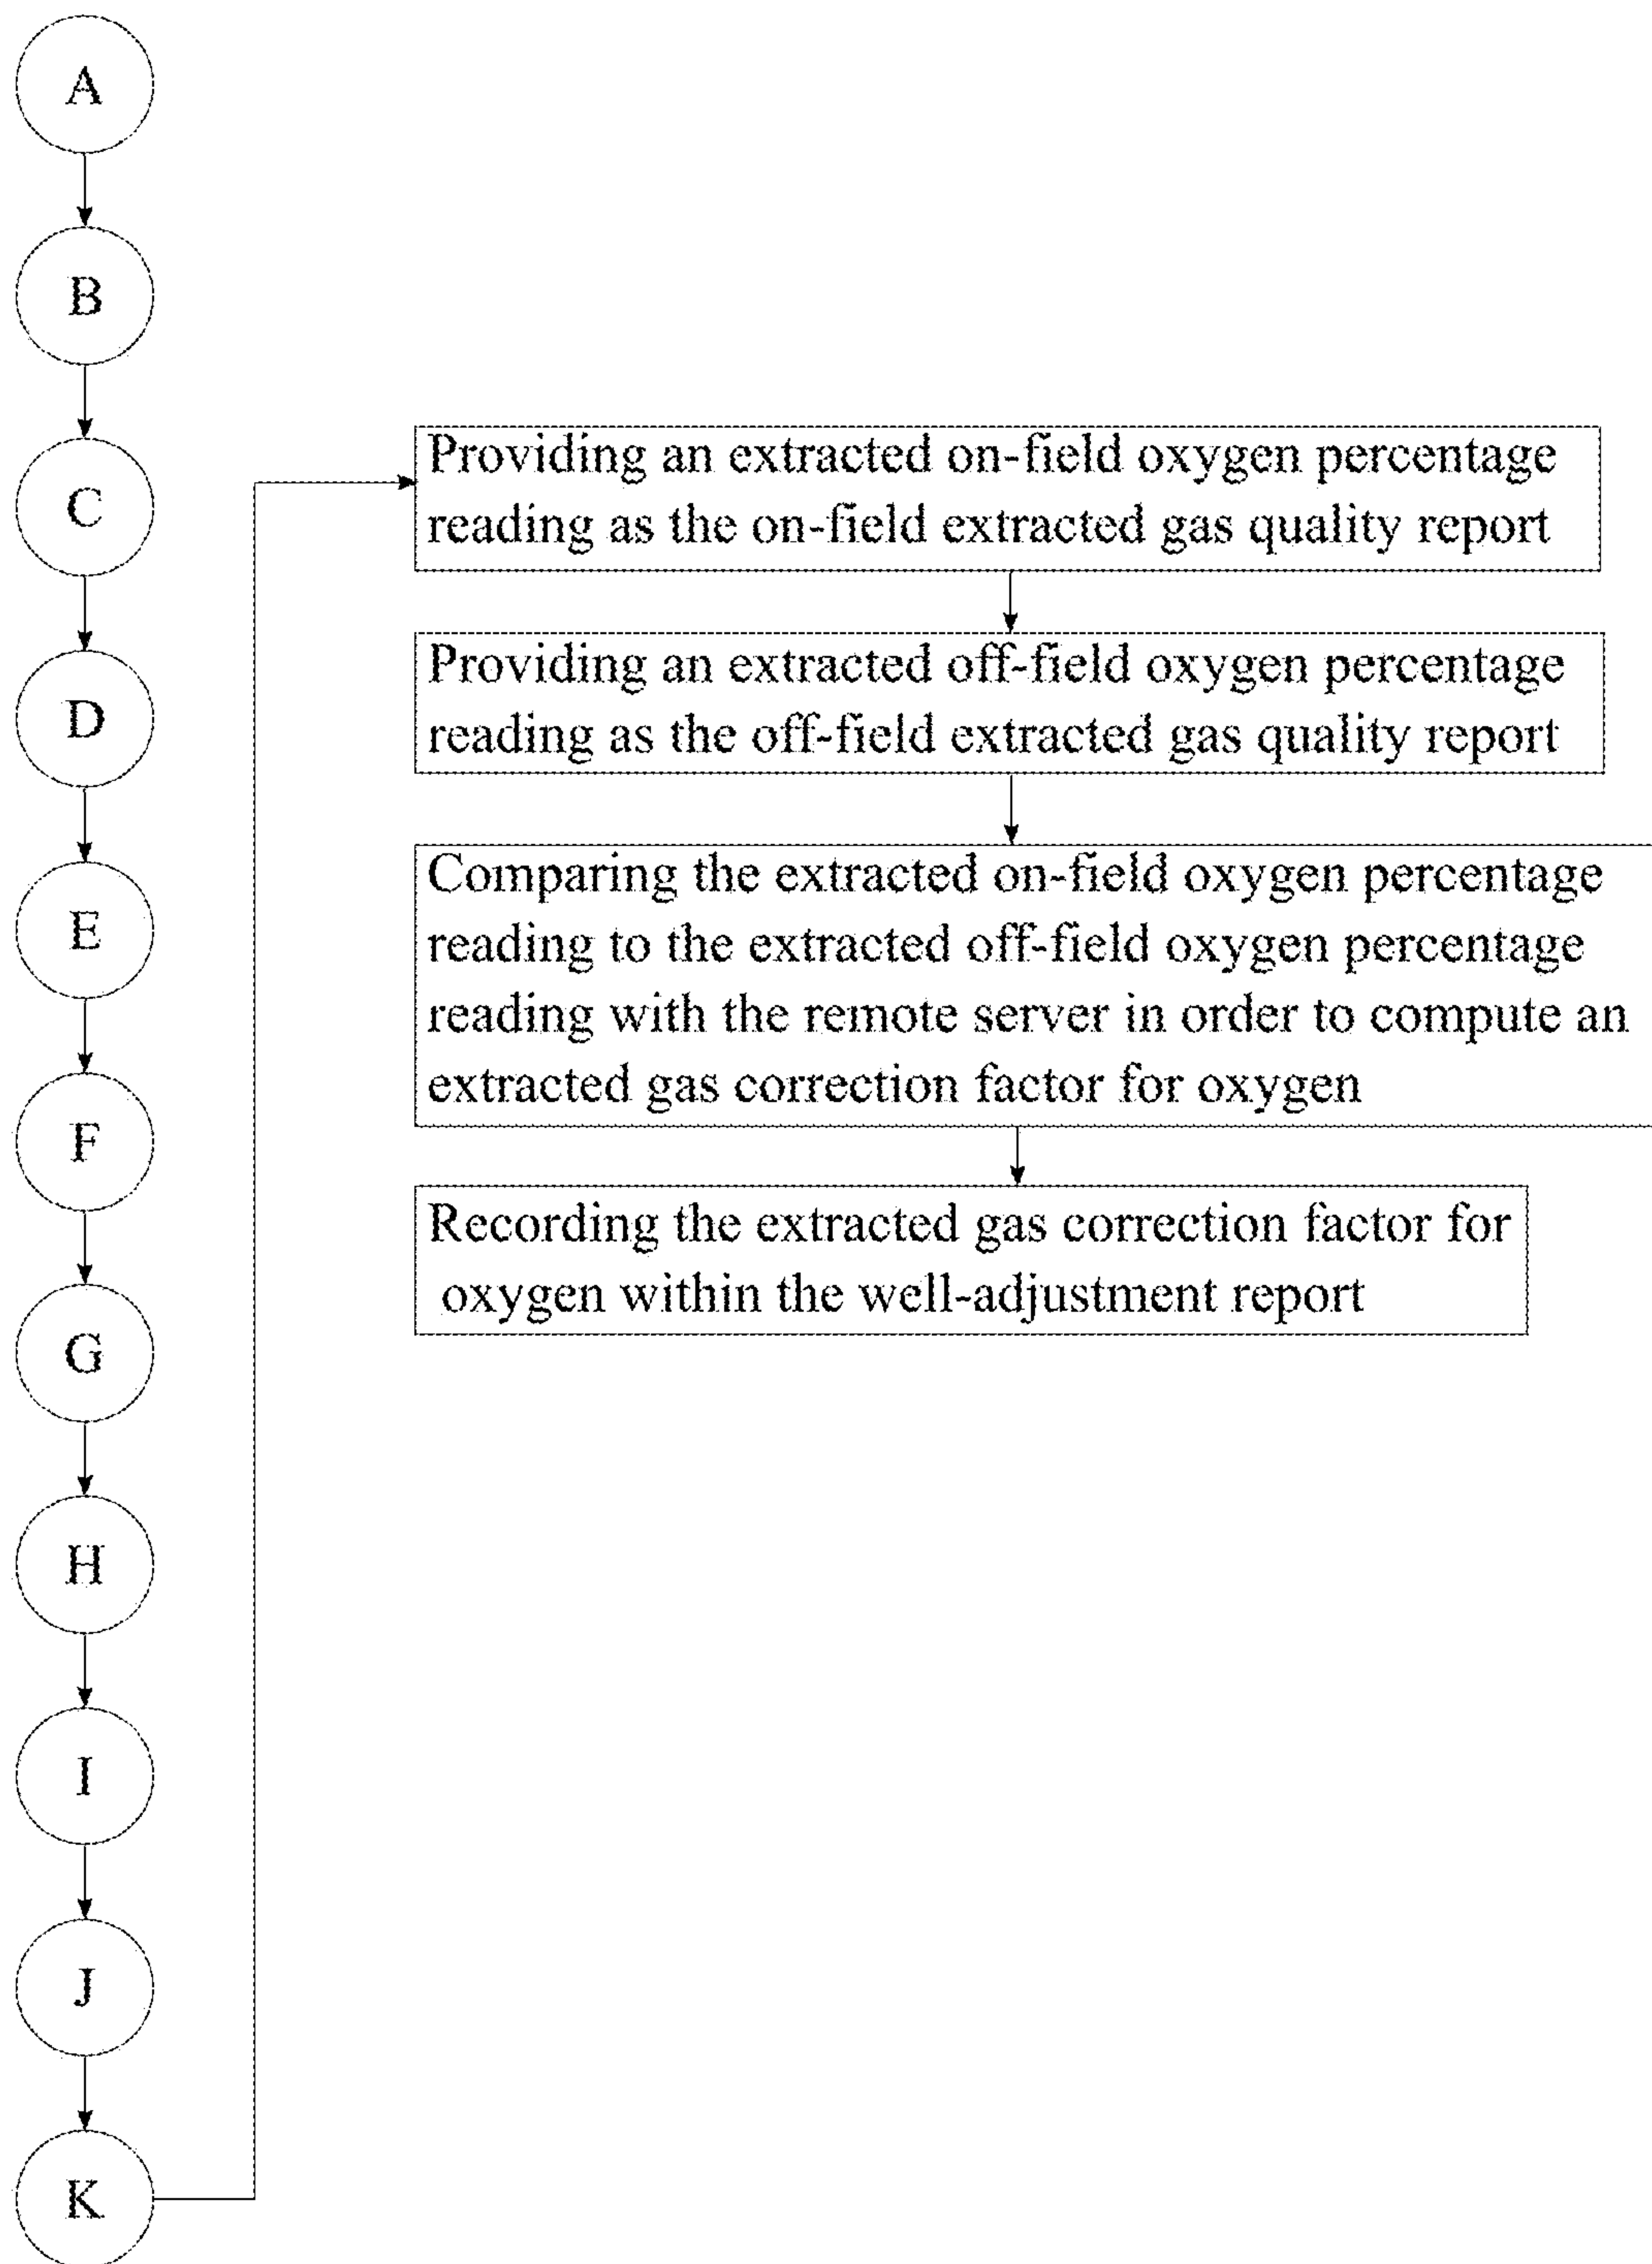 A
B
C
D
E
F
G
H
I
J
K
Providing an extracted on-field oxygen percentage
reading as the on-field extracted gas quality report
Providing an extracted off-field oxygen percentage
reading as the off-field extracted gas quality report
Comparing the extracted on-field oxygen percentage
reading to the extracted off-field oxygen percentage
reading with the remote server in order to compute an
extracted gas correction factor for oxygen
Recording the extracted gas correction factor for
oxygen within the well-adjustment report